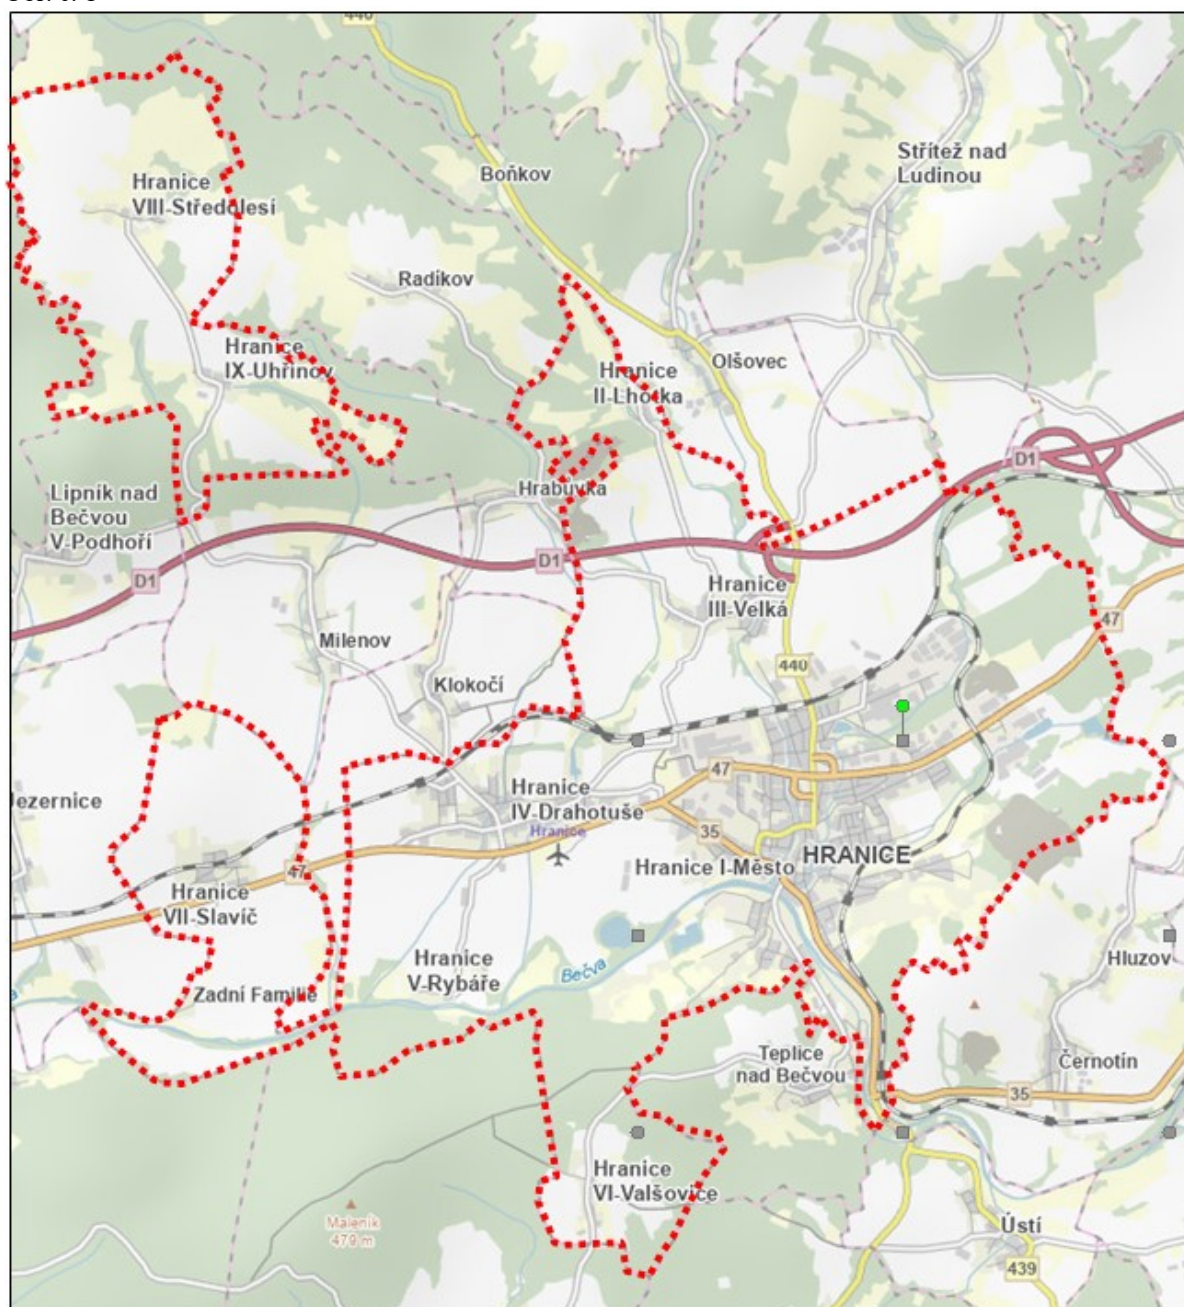 440
Boňkov
Střítež nad
Ludinou
Hranice
VIII-Středolesí
Radíkov
Hranice
IX-Uhřinov
Hranice
II-Lhotka
Olšovec
D1
Lipník nad
Bečvou
V-Podhoří
Hrabůvka
D1
D1
Hranice
III-Velká
47
Milenov
440
Klokočí
Jezernice
Hranice
IV-Drahotuše
Hranice
47
35
HRANICE
Hranice I-Město
47
Hranice
VII-Slavíč
Hranice
V-Rybáře
Bečva
Hluzov
Zadní Familie
Teplice
nad Bečvou
Černotín
35
Hranice
VI-Valšovice
Maleník
479 m
Ústí
439